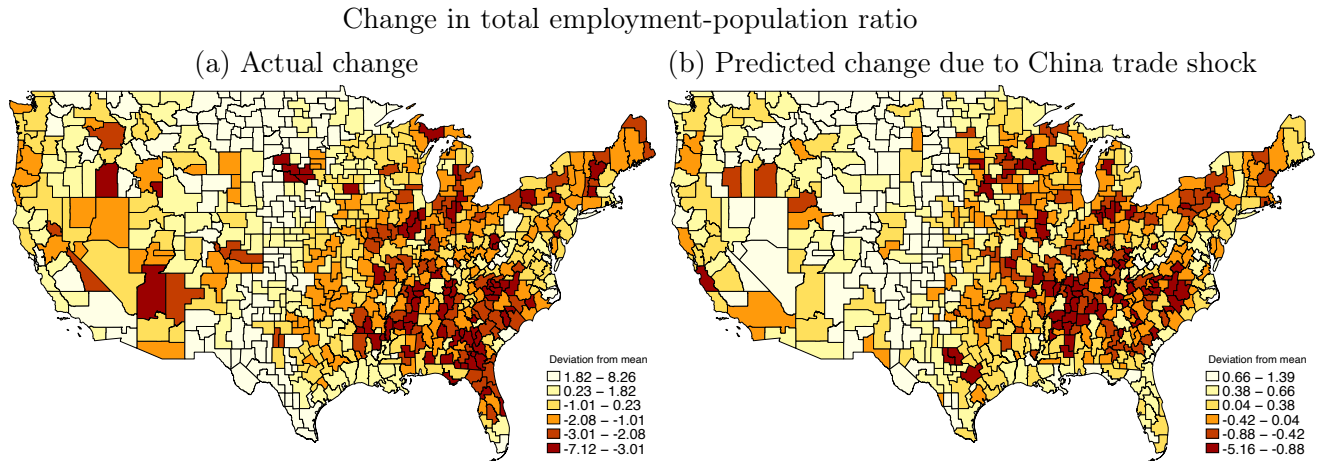 Change in total employment-population ratio
(a) Actual change
(b) Predicted change due to China trade shock
Deviation from mean
1.82 – 8.26
0.23 – 1.82
-1.01 – 0.23
-2.08 – -1.01
-3.01 – -2.08
-7.12 – -3.01
Deviation from mean
0.66 – 1.39
0.38 – 0.66
0.04 – 0.38
-0.42 – 0.04
-0.88 – -0.42
-5.16 – -0.88